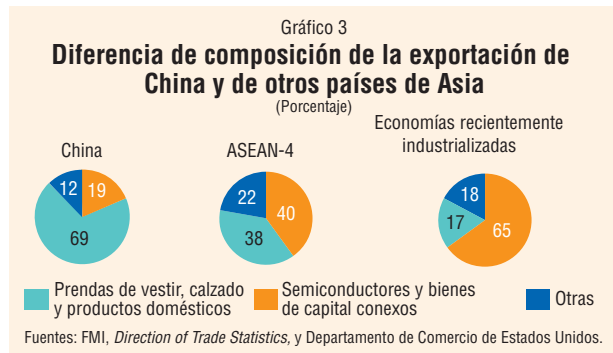 Gráfico 3
Diferencia de composición de la exportación de
China y de otros países de Asia
(Porcentaje)
China
ASEAN-4
Economías recientemente
industrializadas
12
19
69
22
40
38
18
17
65
Prendas de vestir, calzado
y productos domésticos
Semiconductores y bienes
de capital conexos
Otras
Fuentes: FMI, Direction of Trade Statistics, y Departamento de Comercio de Estados Unidos.